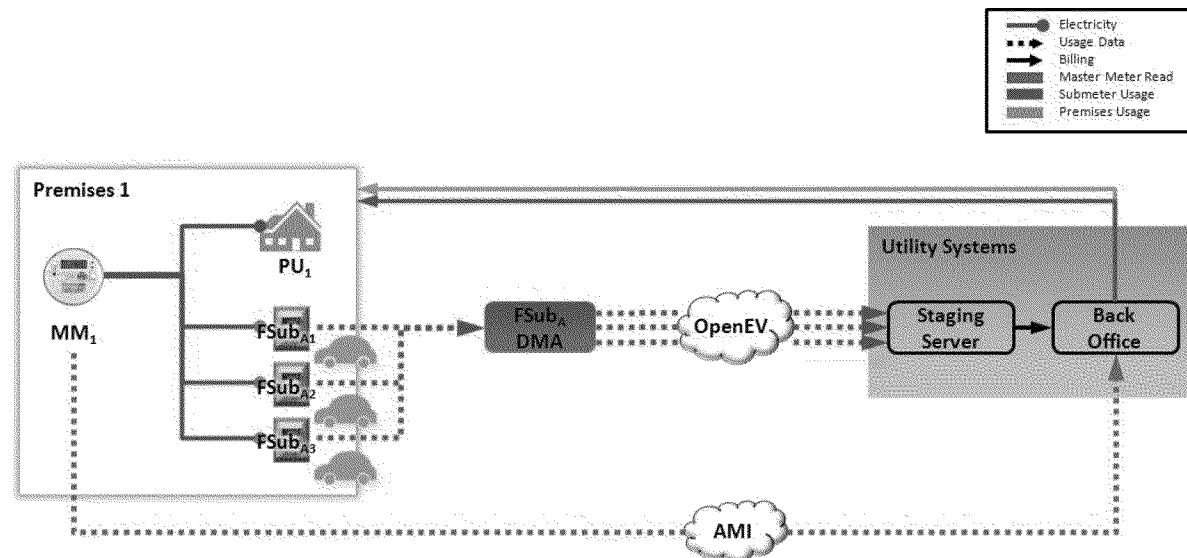 Electricity
Usage Data
Billing
Master Meter Read
Submeter Usage
Premises Usage
Premises 1
PU1
MM1
FSubA1
FSubA2
FSubA3
FSubA
DMA
OpenEV
Utility Systems
Staging
Server
Back
Office
AMI